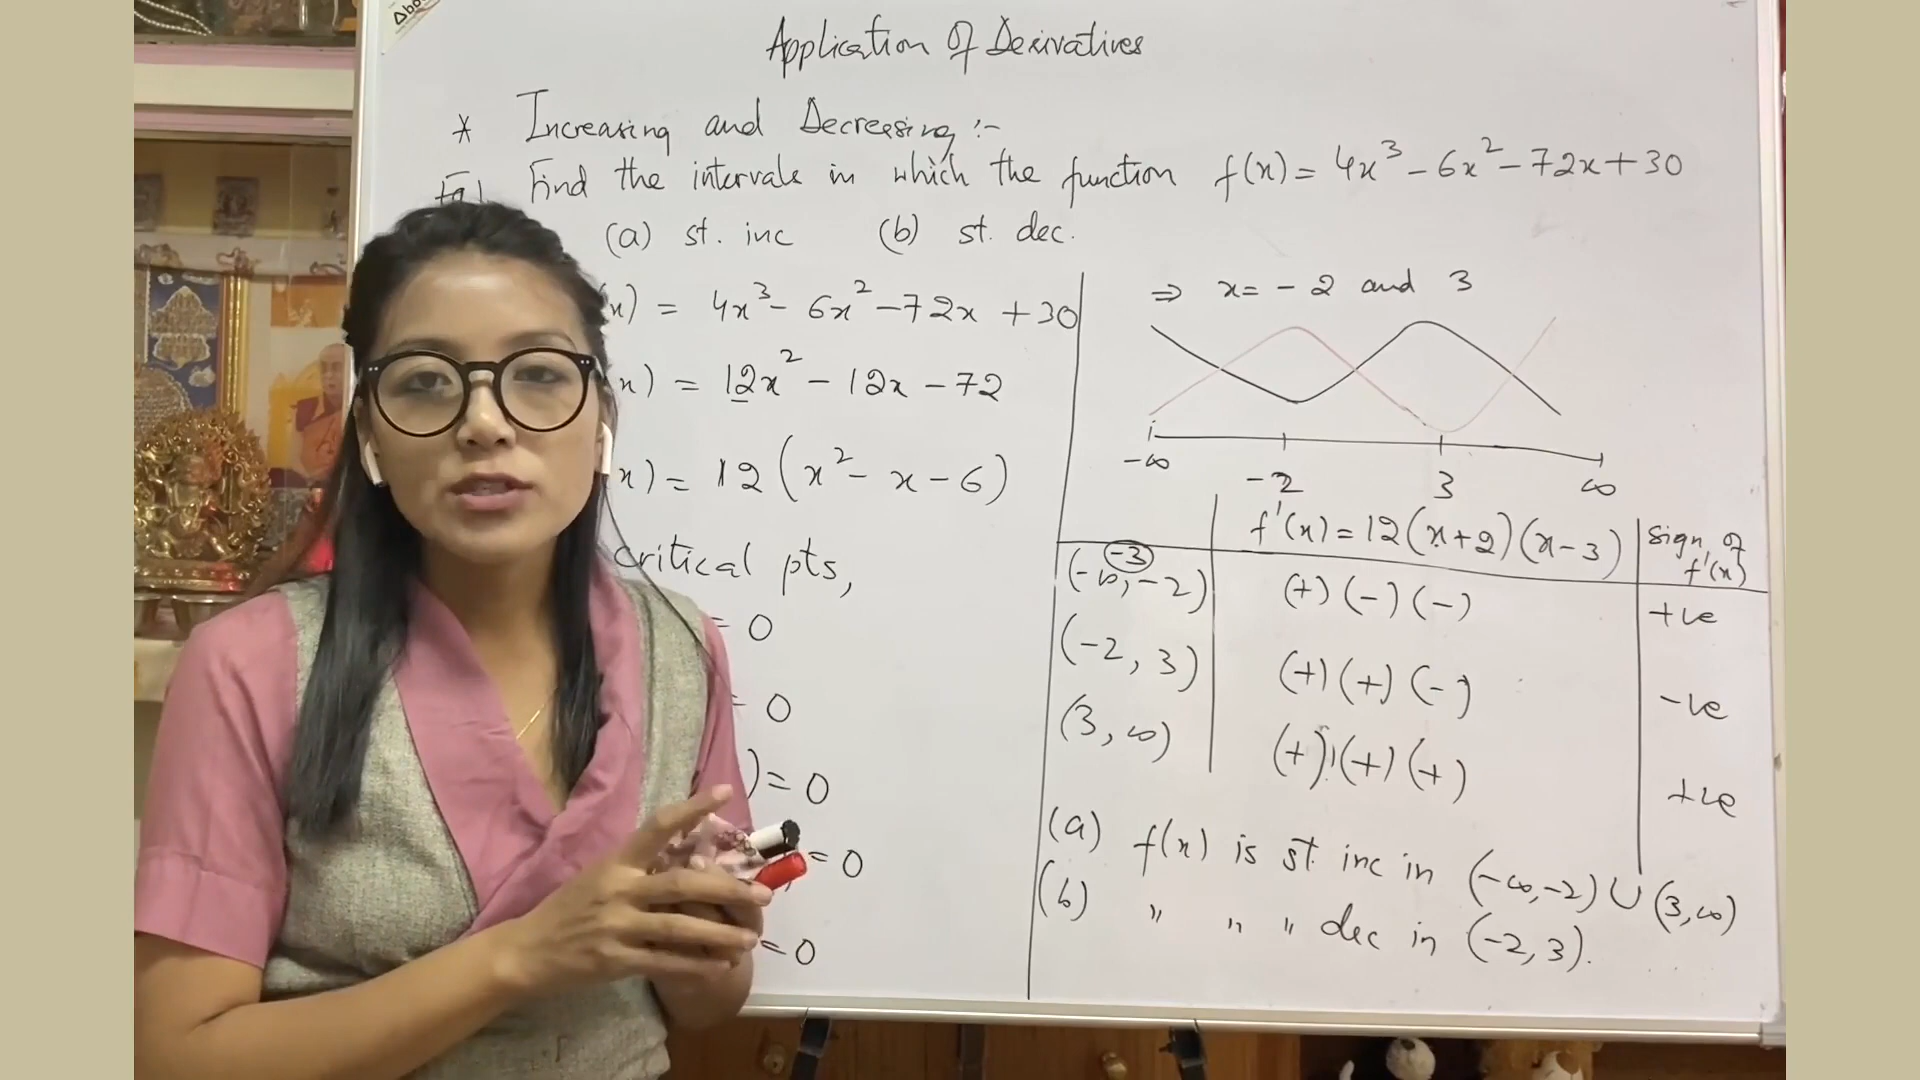 Application Of Derivatives
* Increasing and Decreasing :-
Find the intervals in which the function f(x) = 4x³ - 6x² - 72x + 30
(a) st. inc (b) st. dec.
x) = 4x³ - 6x² - 72x + 30
x) = 12x² - 12x - 72
x) = 12(x² - x - 6)
critical pts,
= 0
= 0
) = 0
= 0
= 0
⇒ x = -2 and 3
-∞ -2 3 ∞
f'(x) = 12(x+2)(x-3) Sign of f'(x)
-3
(-∞, -2) (+)(-)(-) +ve
(-2, 3) (+)(+)(-) -ve
(3, ∞) (+)(+)(+) +ve
(a) f(x) is st. inc in (-∞, -2) ∪ (3, ∞)
(b) " " " dec in (-2, 3).